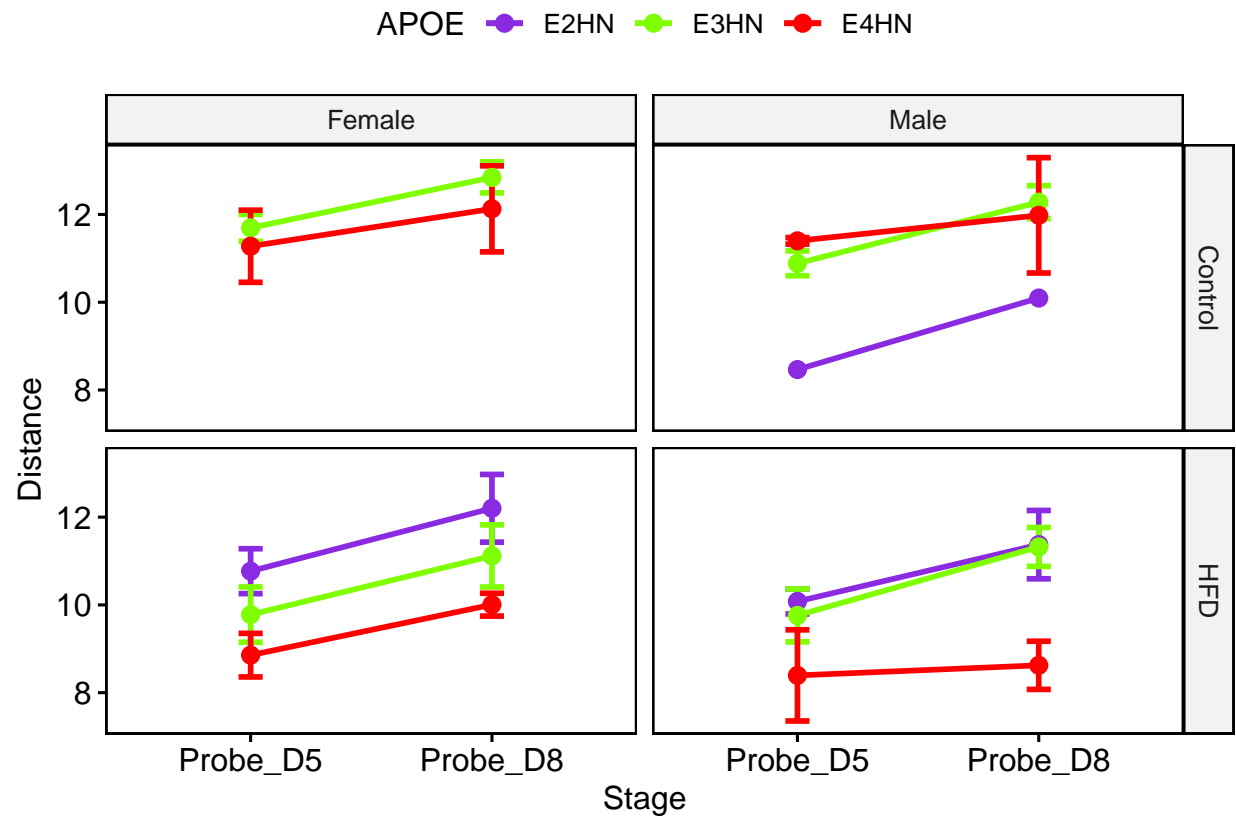 APOE E2HN E3HN E4HN
Female Male
12
10
8
Control
Distance
12
10
8
HFD
Probe_D5 Probe_D8 Probe_D5 Probe_D8
Stage